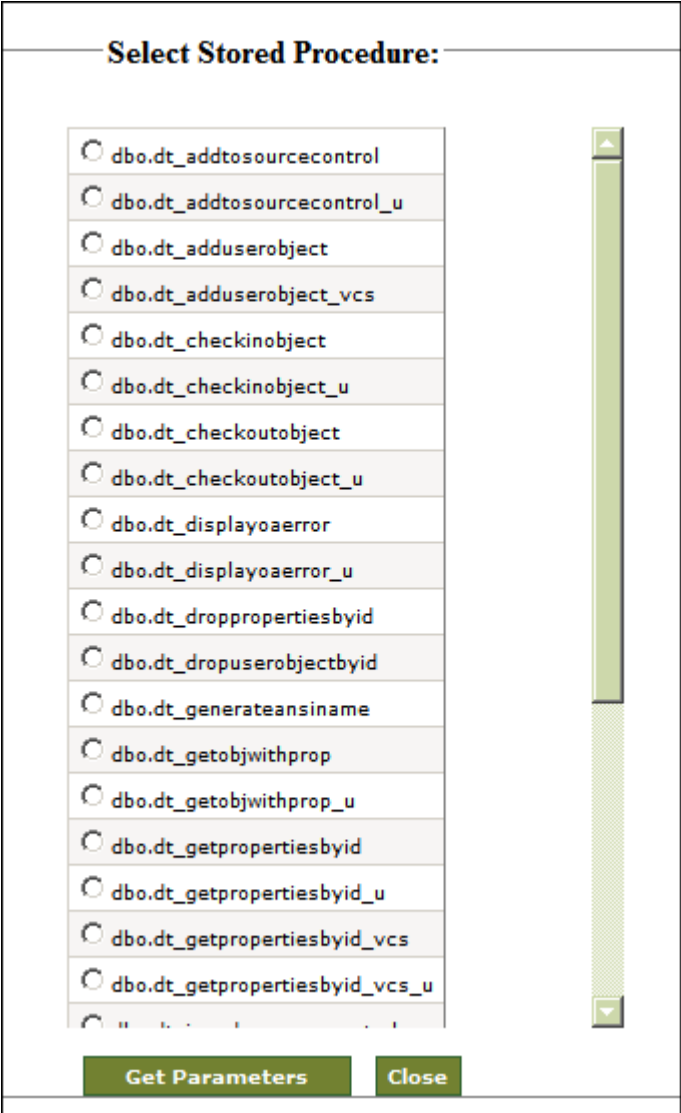 Select Stored Procedure:
dbo.dt_addtosourcecontrol
dbo.dt_addtosourcecontrol_u
dbo.dt_adduserobject
dbo.dt_adduserobject_vcs
dbo.dt_checkinobject
dbo.dt_checkinobject_u
dbo.dt_checkoutobject
dbo.dt_checkoutobject_u
dbo.dt_displayoaerror
dbo.dt_displayoaerror_u
dbo.dt_droppropertiesbyid
dbo.dt_dropuserobjectbyid
dbo.dt_generateansiname
dbo.dt_getobjwithprop
dbo.dt_getobjwithprop_u
dbo.dt_getpropertiesbyid
dbo.dt_getpropertiesbyid_u
dbo.dt_getpropertiesbyid_vcs
dbo.dt_getpropertiesbyid_vcs_u
Get Parameters Close